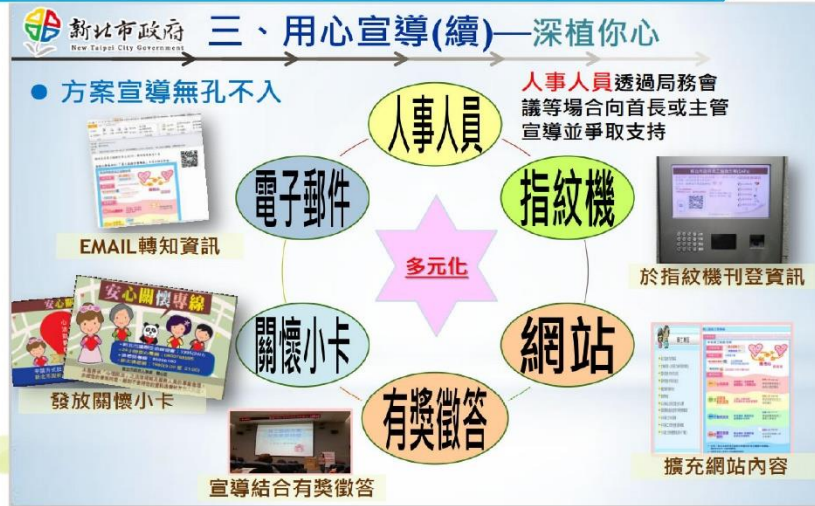 新北市政府
New Taipei City Government
三、用心宣導(續)—深植你心
● 方案宣導無孔不入
人事人員透過局務會
議等場合向首長或主管
宣導並爭取支持
人事人員
電子郵件
指紋機
多元化
EMAIL轉知資訊
於指紋機刊登資訊
安心關懷專線
關懷小卡
網站
發放關懷小卡
有獎徵答
宣導結合有獎徵答
擴充網站內容